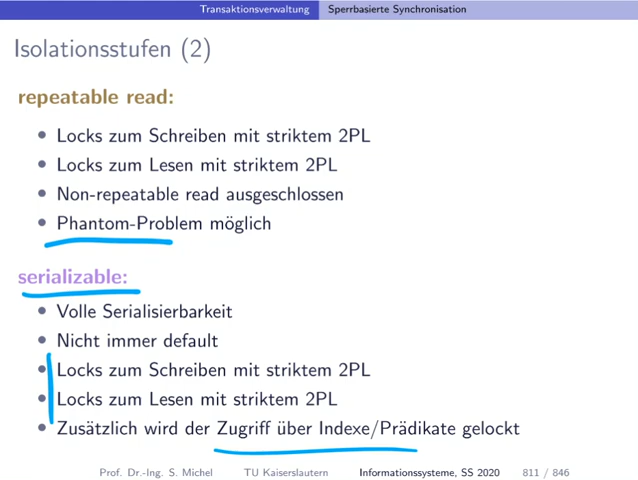 Transaktionsverwaltung Sperrbasierte Synchronisation
Isolationsstufen (2)
repeatable read:
• Locks zum Schreiben mit striktem 2PL
• Locks zum Lesen mit striktem 2PL
• Non-repeatable read ausgeschlossen
• Phantom-Problem möglich
serializable:
• Volle Serialisierbarkeit
• Nicht immer default
• Locks zum Schreiben mit striktem 2PL
• Locks zum Lesen mit striktem 2PL
• Zusätzlich wird der Zugriff über Indexe/Prädikate gelockt
Prof. Dr.-Ing. S. Michel TU Kaiserslautern Informationssysteme, SS 2020 811 / 846